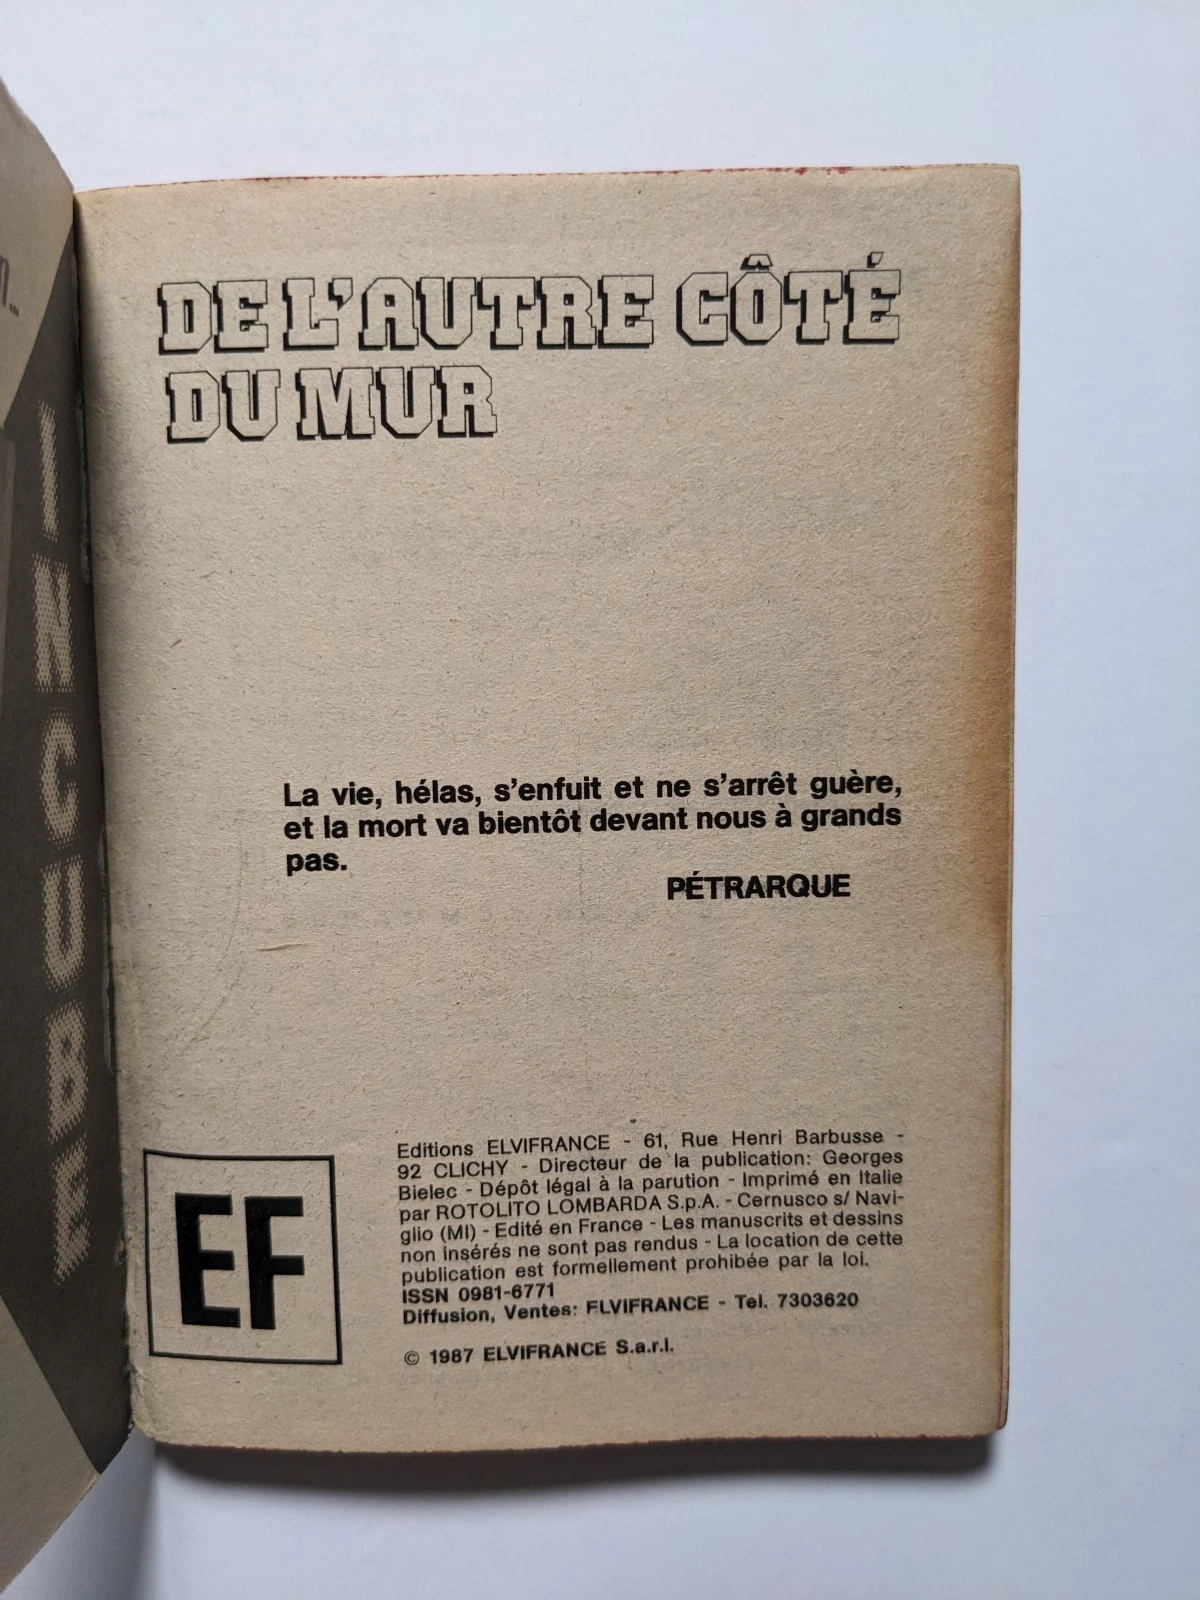 n...
INCUBE
DE L'AUTRE CÔTÉ
DU MUR
La vie, hélas, s'enfuit et ne s'arrêt guère,
et la mort va bientôt devant nous à grands
pas.
PÉTRARQUE
EF
Editions ELVIFRANCE - 61, Rue Henri Barbusse -
92 CLICHY - Directeur de la publication: Georges
Bielec - Dépôt légal à la parution - Imprimé en Italie
par ROTOLITO LOMBARDA S.p.A. - Cernusco s/ Navi-
glio (MI) - Edité en France - Les manuscrits et dessins
non insérés ne sont pas rendus - La location de cette
publication est formellement prohibée par la loi.
ISSN 0981-6771
Diffusion, Ventes: ELVIFRANCE - Tel. 7303620
© 1987 ELVIFRANCE S.a.r.l.